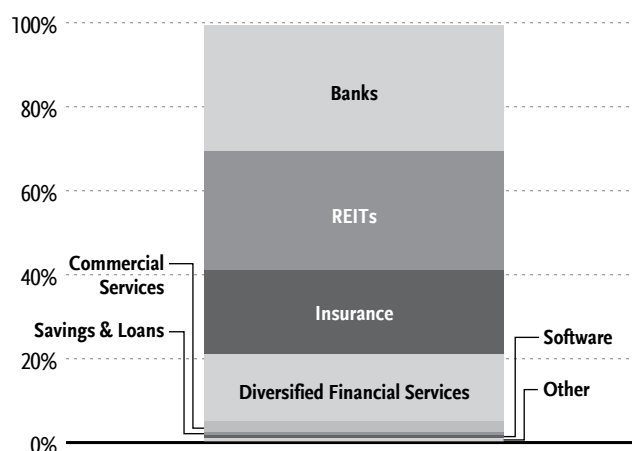 100%
Banks
80%
REITs
60%
Commercial
Services
40%
Insurance
Savings & Loans
Software
20%
Diversified Financial Services
Other
0%